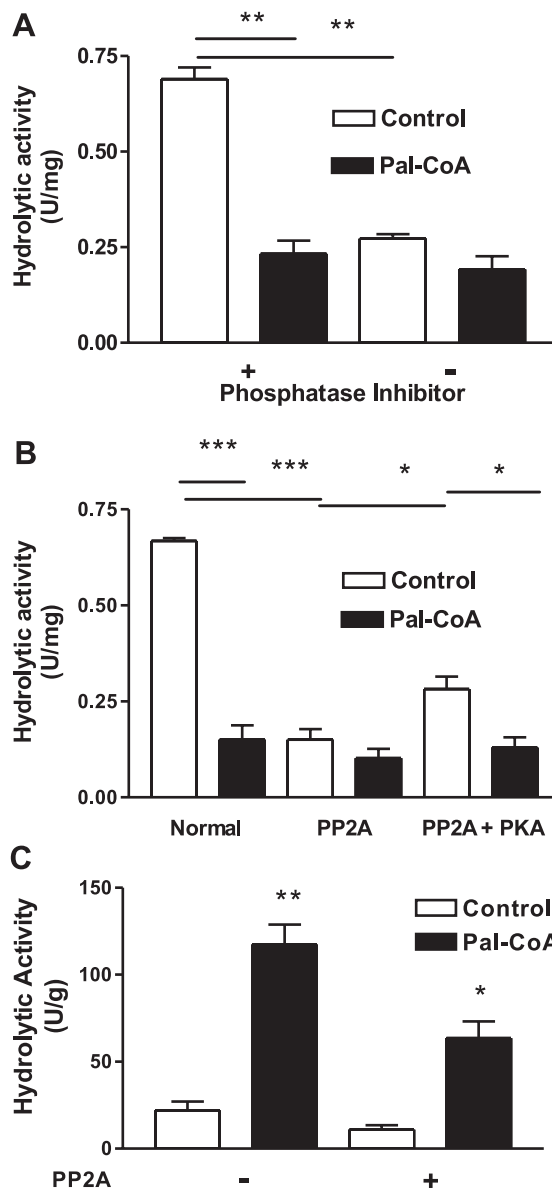 A
** **
0.75
0.50
0.25
0.00
Hydrolytic activity
(U/mg)
Control
Pal-CoA
+ -
Phosphatase Inhibitor
B
*** *** * *
0.75
0.50
0.25
0.00
Hydrolytic activity
(U/mg)
Control
Pal-CoA
Normal PP2A PP2A + PKA
C
150
100
50
0
Hydrolytic Activity
(U/g)
** *
Control
Pal-CoA
PP2A - +